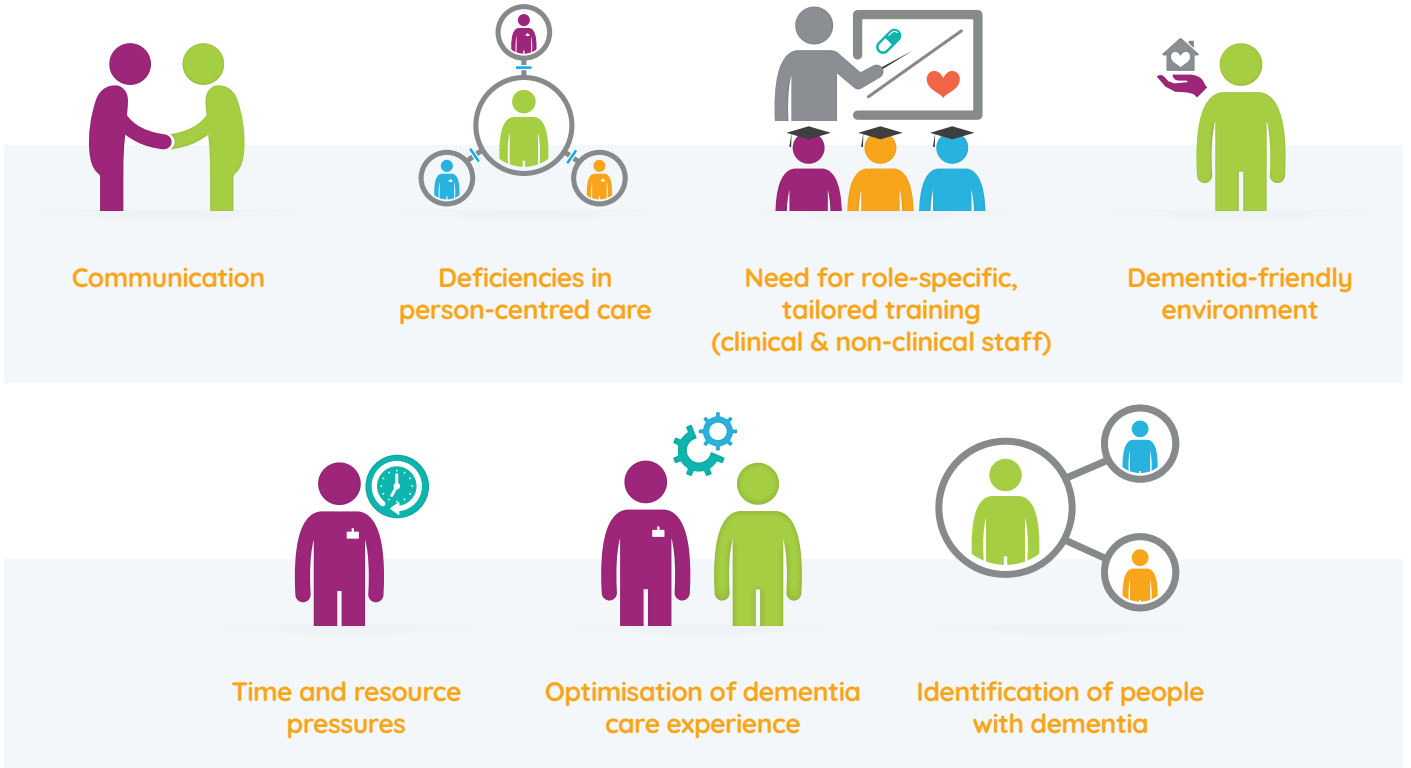 Communication
Deficiencies in
person-centred care
Need for role-specific,
tailored training
(clinical & non-clinical staff)
Dementia-friendly
environment
Time and resource
pressures
Optimisation of dementia
care experience
Identification of people
with dementia